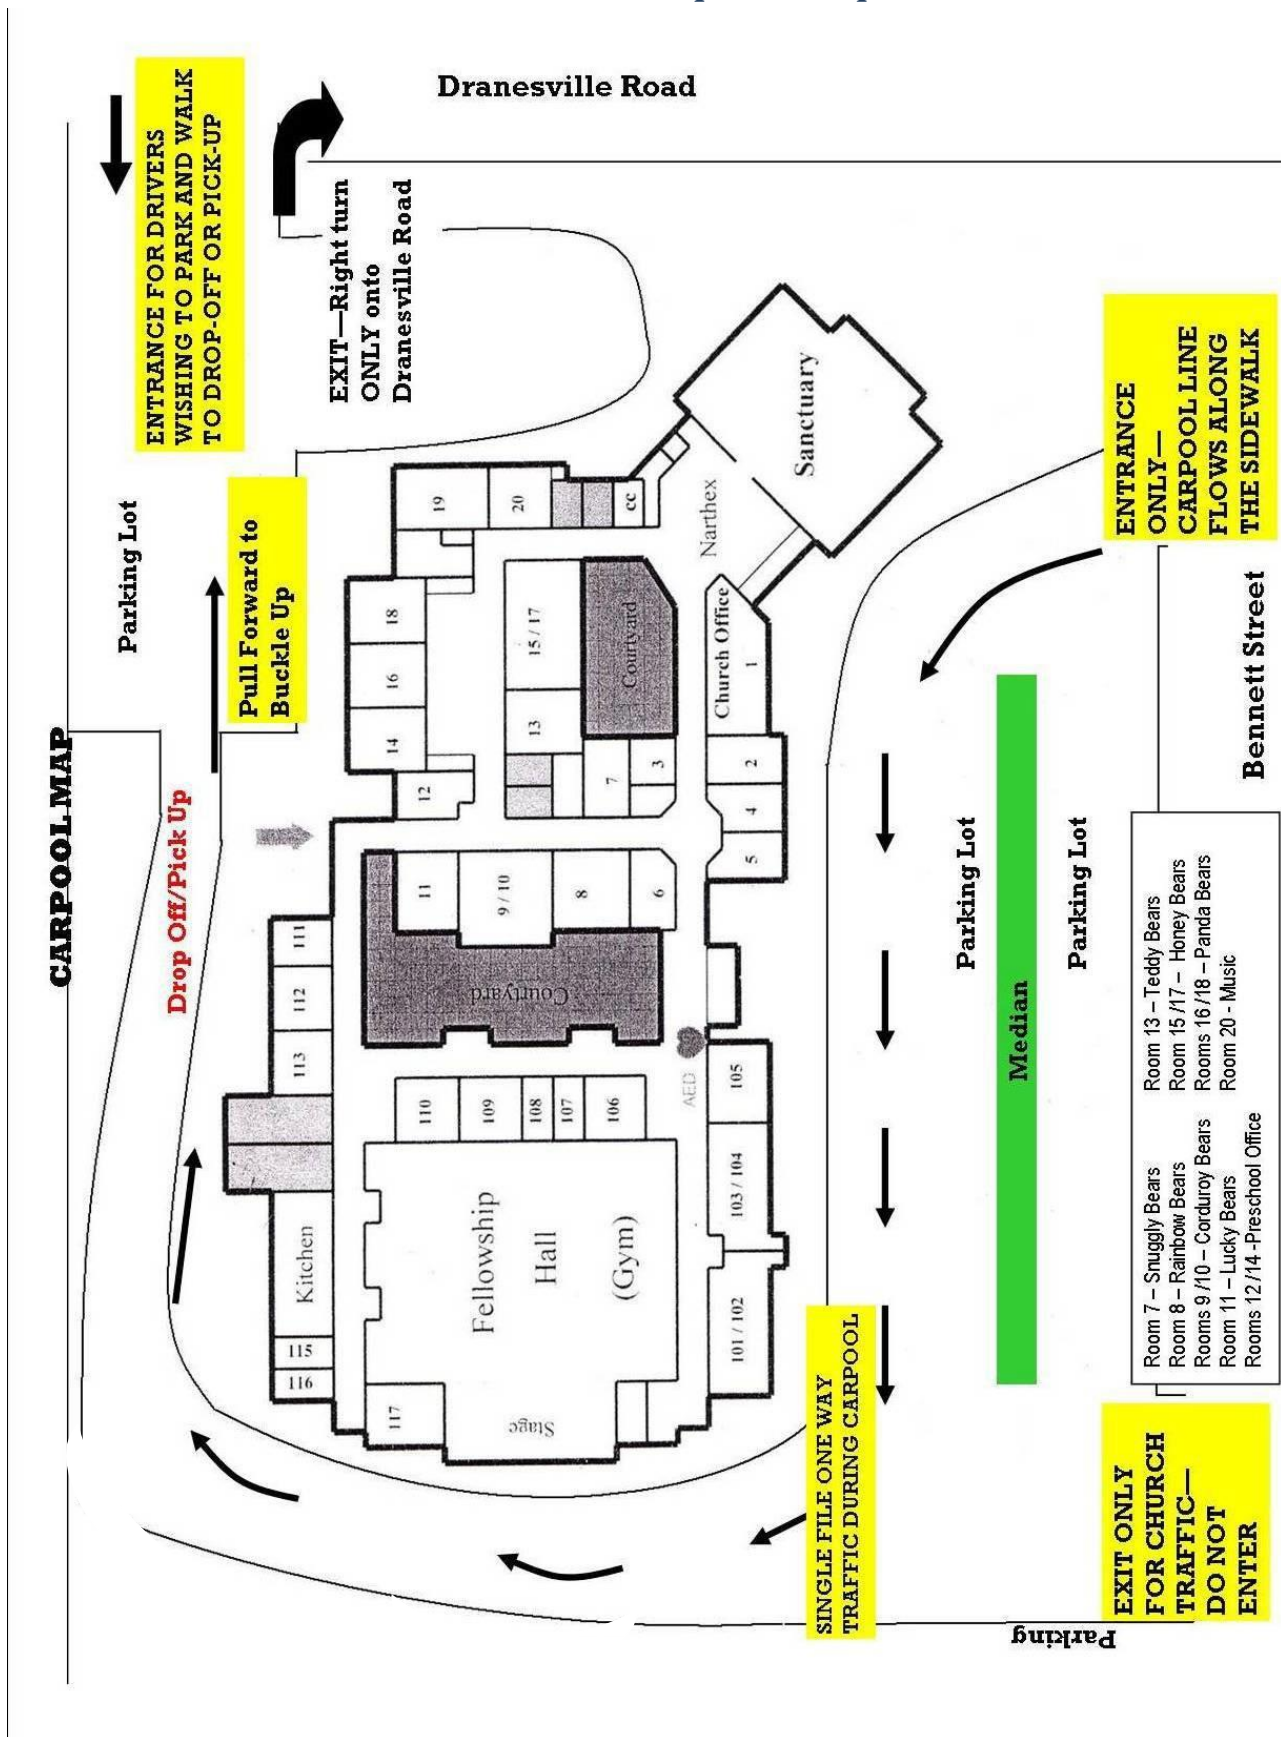 CARPOOL MAP
Dranesville Road
ENTRANCE FOR DRIVERS
WISHING TO PARK AND WALK
TO DROP-OFF OR PICK-UP
EXIT—Right turn
ONLY onto
Dranesville Road
Parking Lot
Pull Forward to
Buckle Up
Drop Off/Pick Up
19
20
cc
18
16
14
12
15 / 17
13
Courtyard
7
3
Narthex
Sanctuary
Church Office
1
2
4
5
11
9 / 10
8
6
Courtyard
111
112
113
Kitchen
115
116
117
110
109
108
107
106
AED
105
103 / 104
101 / 102
Fellowship
Hall
(Gym)
Stage
SINGLE FILE ONE WAY
TRAFFIC DURING CARPOOL
Parking Lot
Median
Parking Lot
ENTRANCE
ONLY—
CARPOOL LINE
FLOWS ALONG
THE SIDEWALK
Bennett Street
Room 7 – Snuggly Bears
Room 8 – Rainbow Bears
Rooms 9 /10 – Corduroy Bears
Room 11 – Lucky Bears
Rooms 12 /14 -Preschool Office
Room 13 – Teddy Bears
Room 15 /17 – Honey Bears
Rooms 16 /18 – Panda Bears
Room 20 - Music
EXIT ONLY
FOR CHURCH
TRAFFIC—
DO NOT
ENTER
Parking